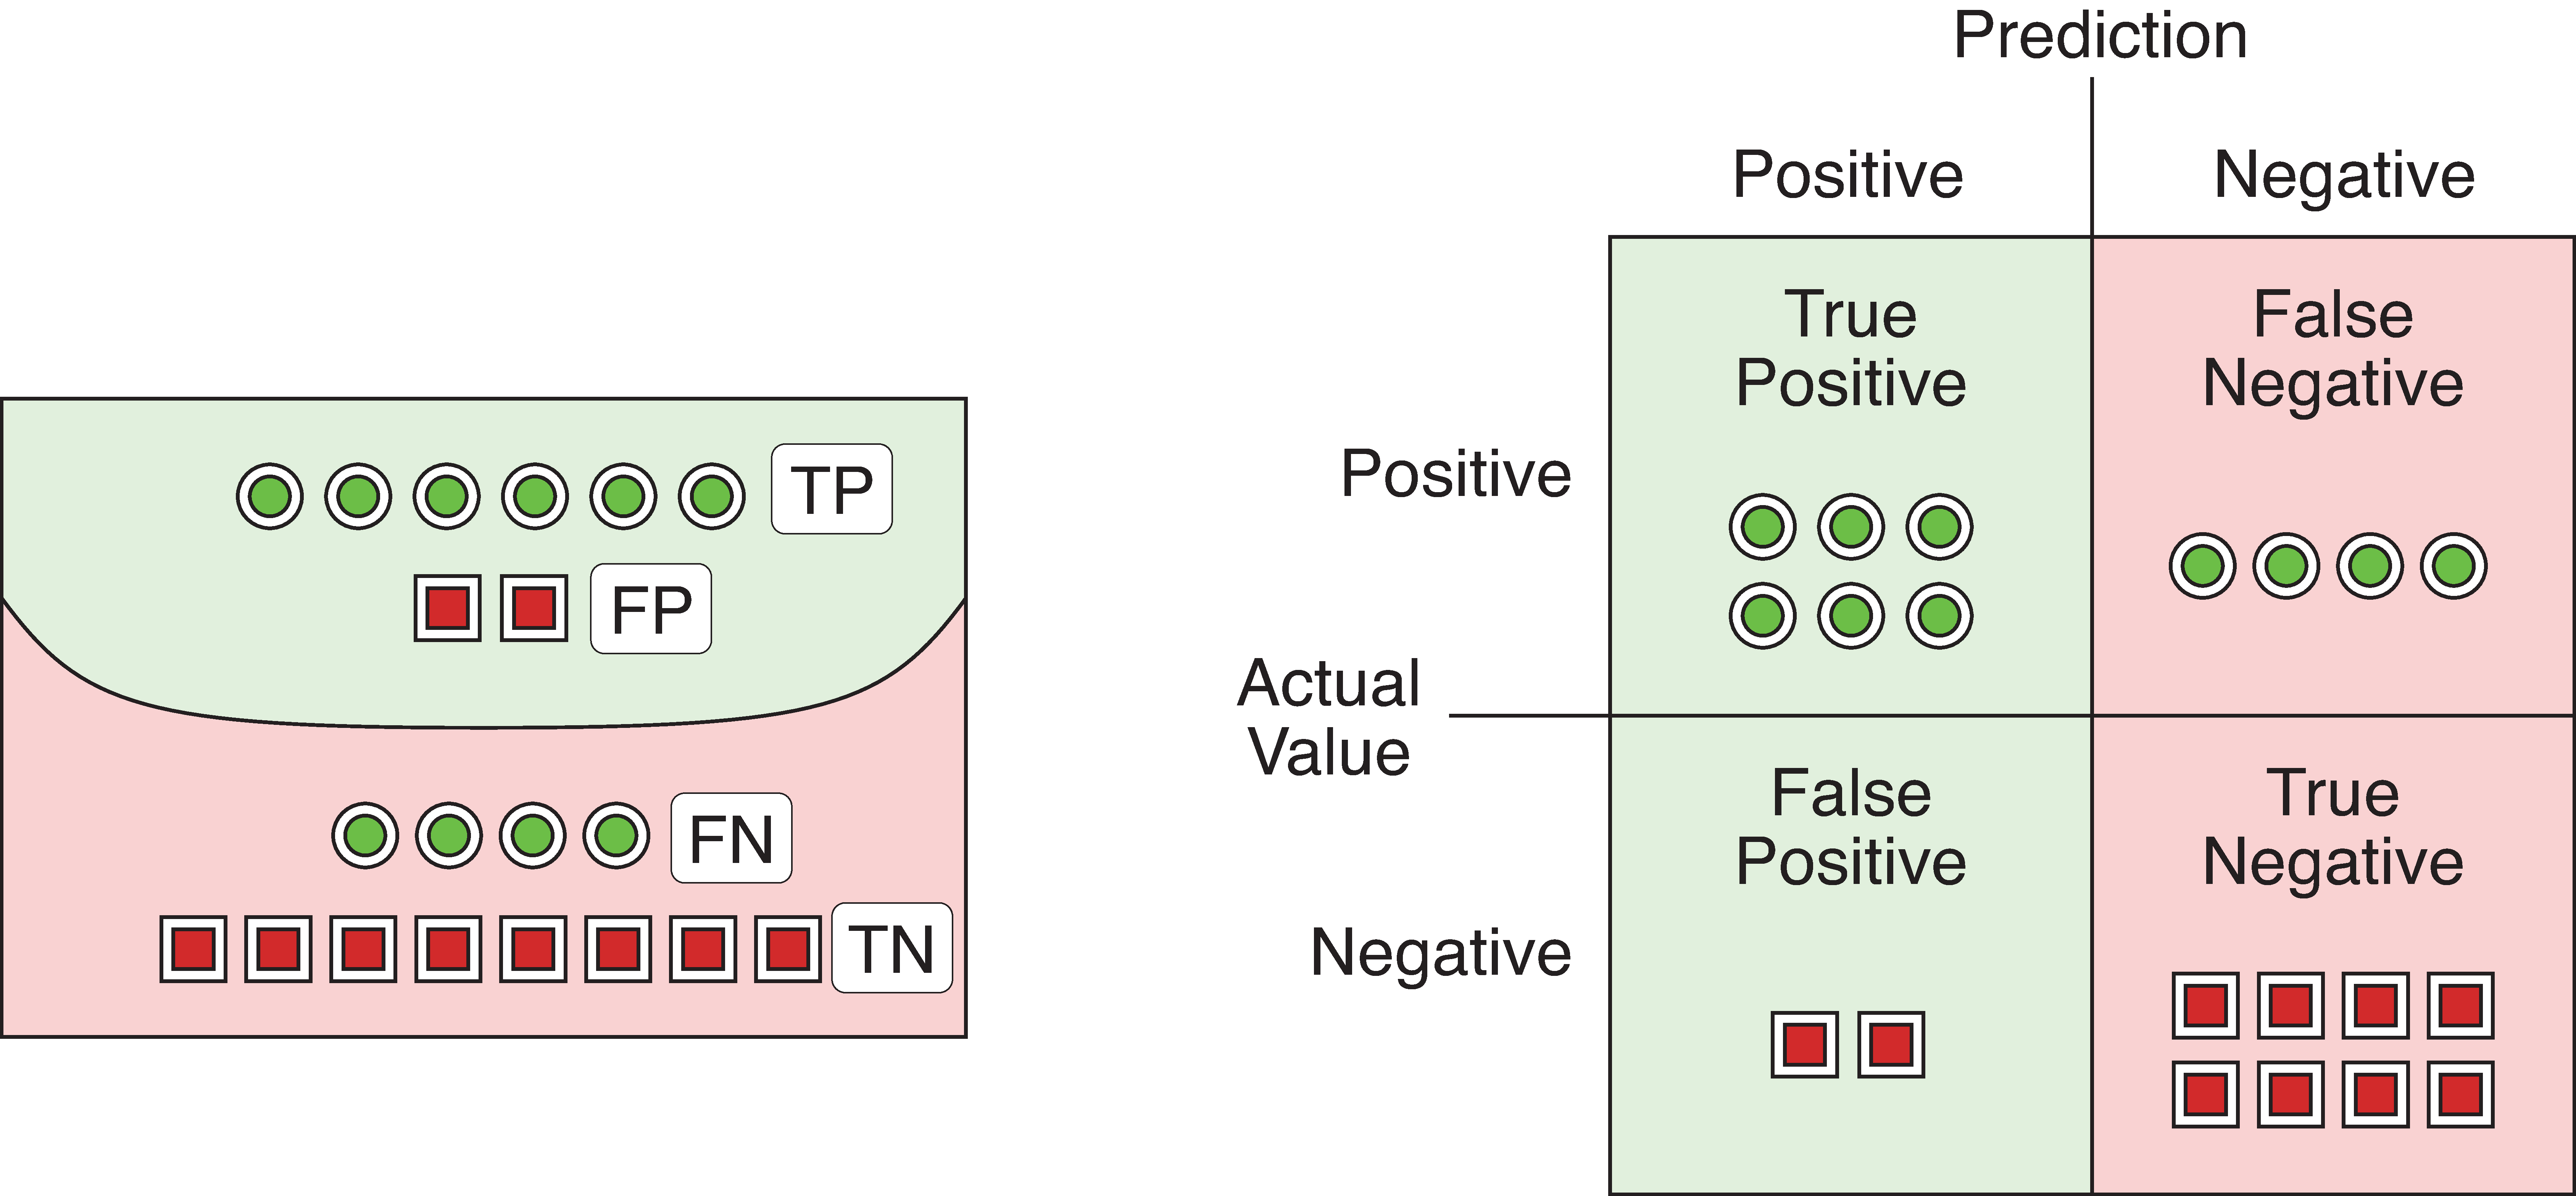 TP
FP
FN
TN
Prediction
Positive
Negative
True
Positive
False
Negative
Positive
Actual
Value
False
Positive
True
Negative
Negative